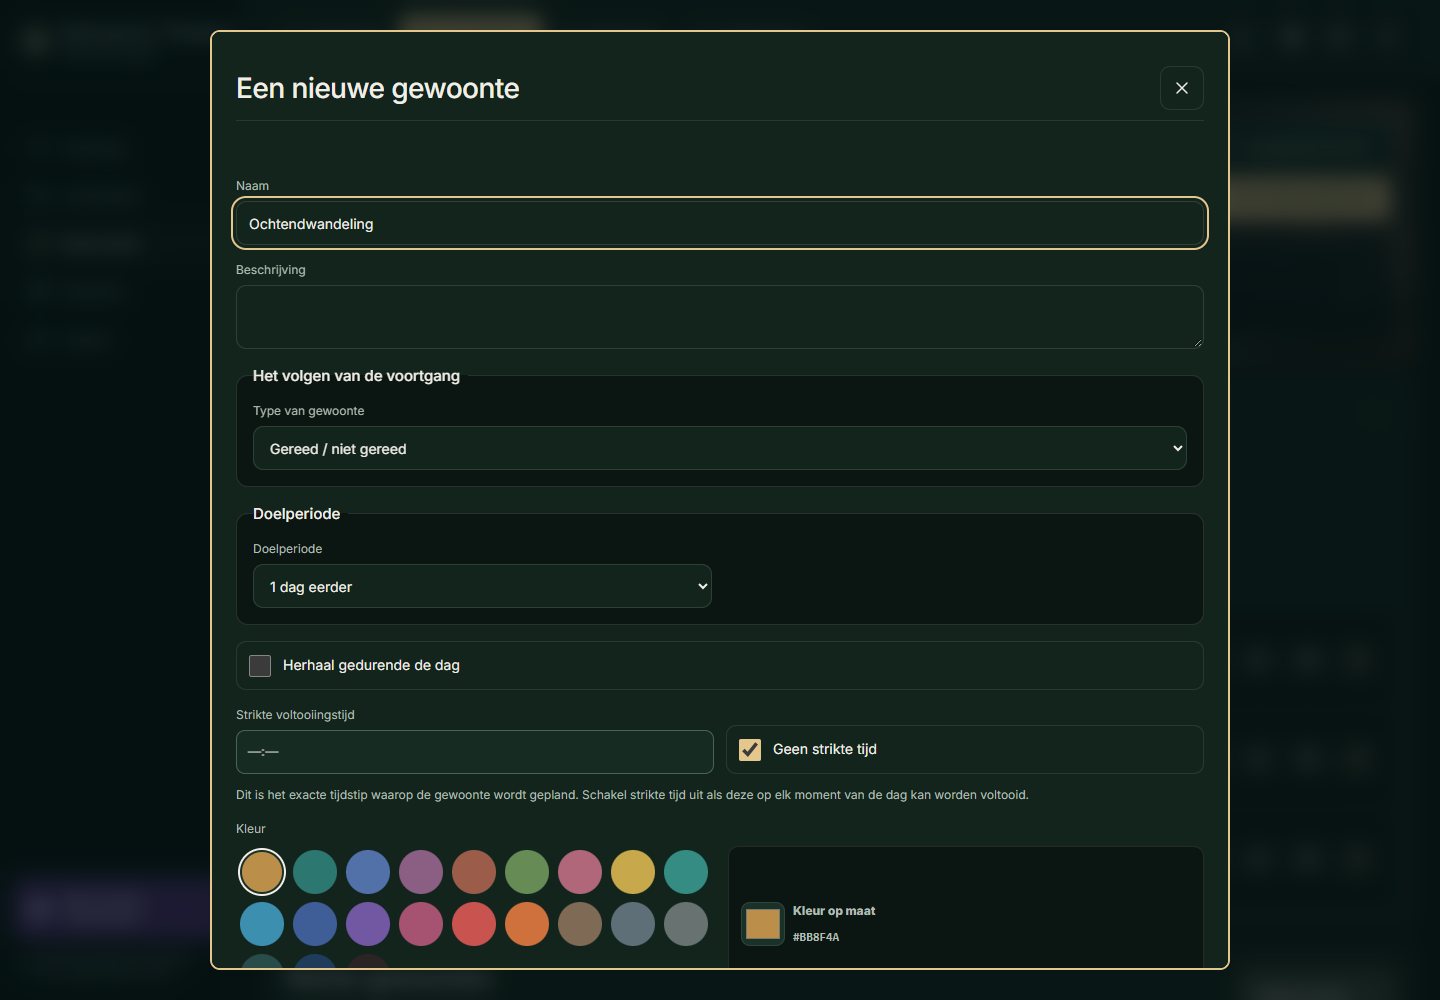 Een nieuwe gewoonte
Naam
Ochtendwandeling
Beschrijving
Het volgen van de voortgang
Type van gewoonte
Gereed / niet gereed
Doelperiode
Doelperiode
1 dag eerder
Herhaal gedurende de dag
Strikte voltooiingstijd
—:—
Geen strikte tijd
Dit is het exacte tijdstip waarop de gewoonte wordt gepland. Schakel strikte tijd uit als deze op elk moment van de dag kan worden voltooid.
Kleur
Kleur op maat
#BB8F4A